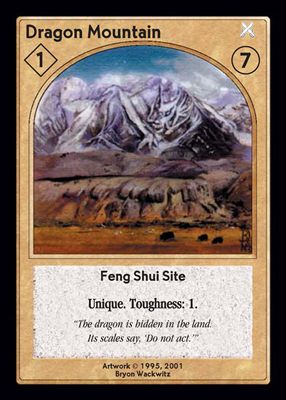 Dragon Mountain
1
7
Feng Shui Site
Unique. Toughness: 1.
"The dragon is hidden in the land.
Its scales say, 'Do not act.'"
Artwork © 1995, 2001
Bryon Wackwitz